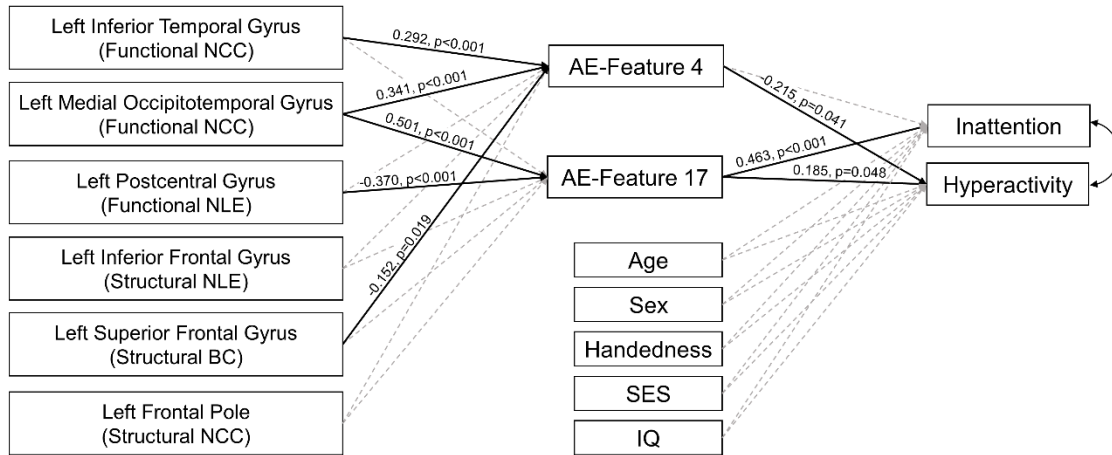 Left Inferior Temporal Gyrus
(Functional NCC)
Left Medial Occipitotemporal Gyrus
(Functional NCC)
Left Postcentral Gyrus
(Functional NLE)
Left Inferior Frontal Gyrus
(Structural NLE)
Left Superior Frontal Gyrus
(Structural BC)
Left Frontal Pole
(Structural NCC)
0.292, p<0.001
0.341, p<0.001
0.501, p<0.001
-0.370, p<0.001
-0.152, p=0.019
AE-Feature 4
AE-Feature 17
Age
Sex
Handedness
SES
IQ
-0.215, p=0.041
0.463, p<0.001
0.185, p=0.048
Inattention
Hyperactivity